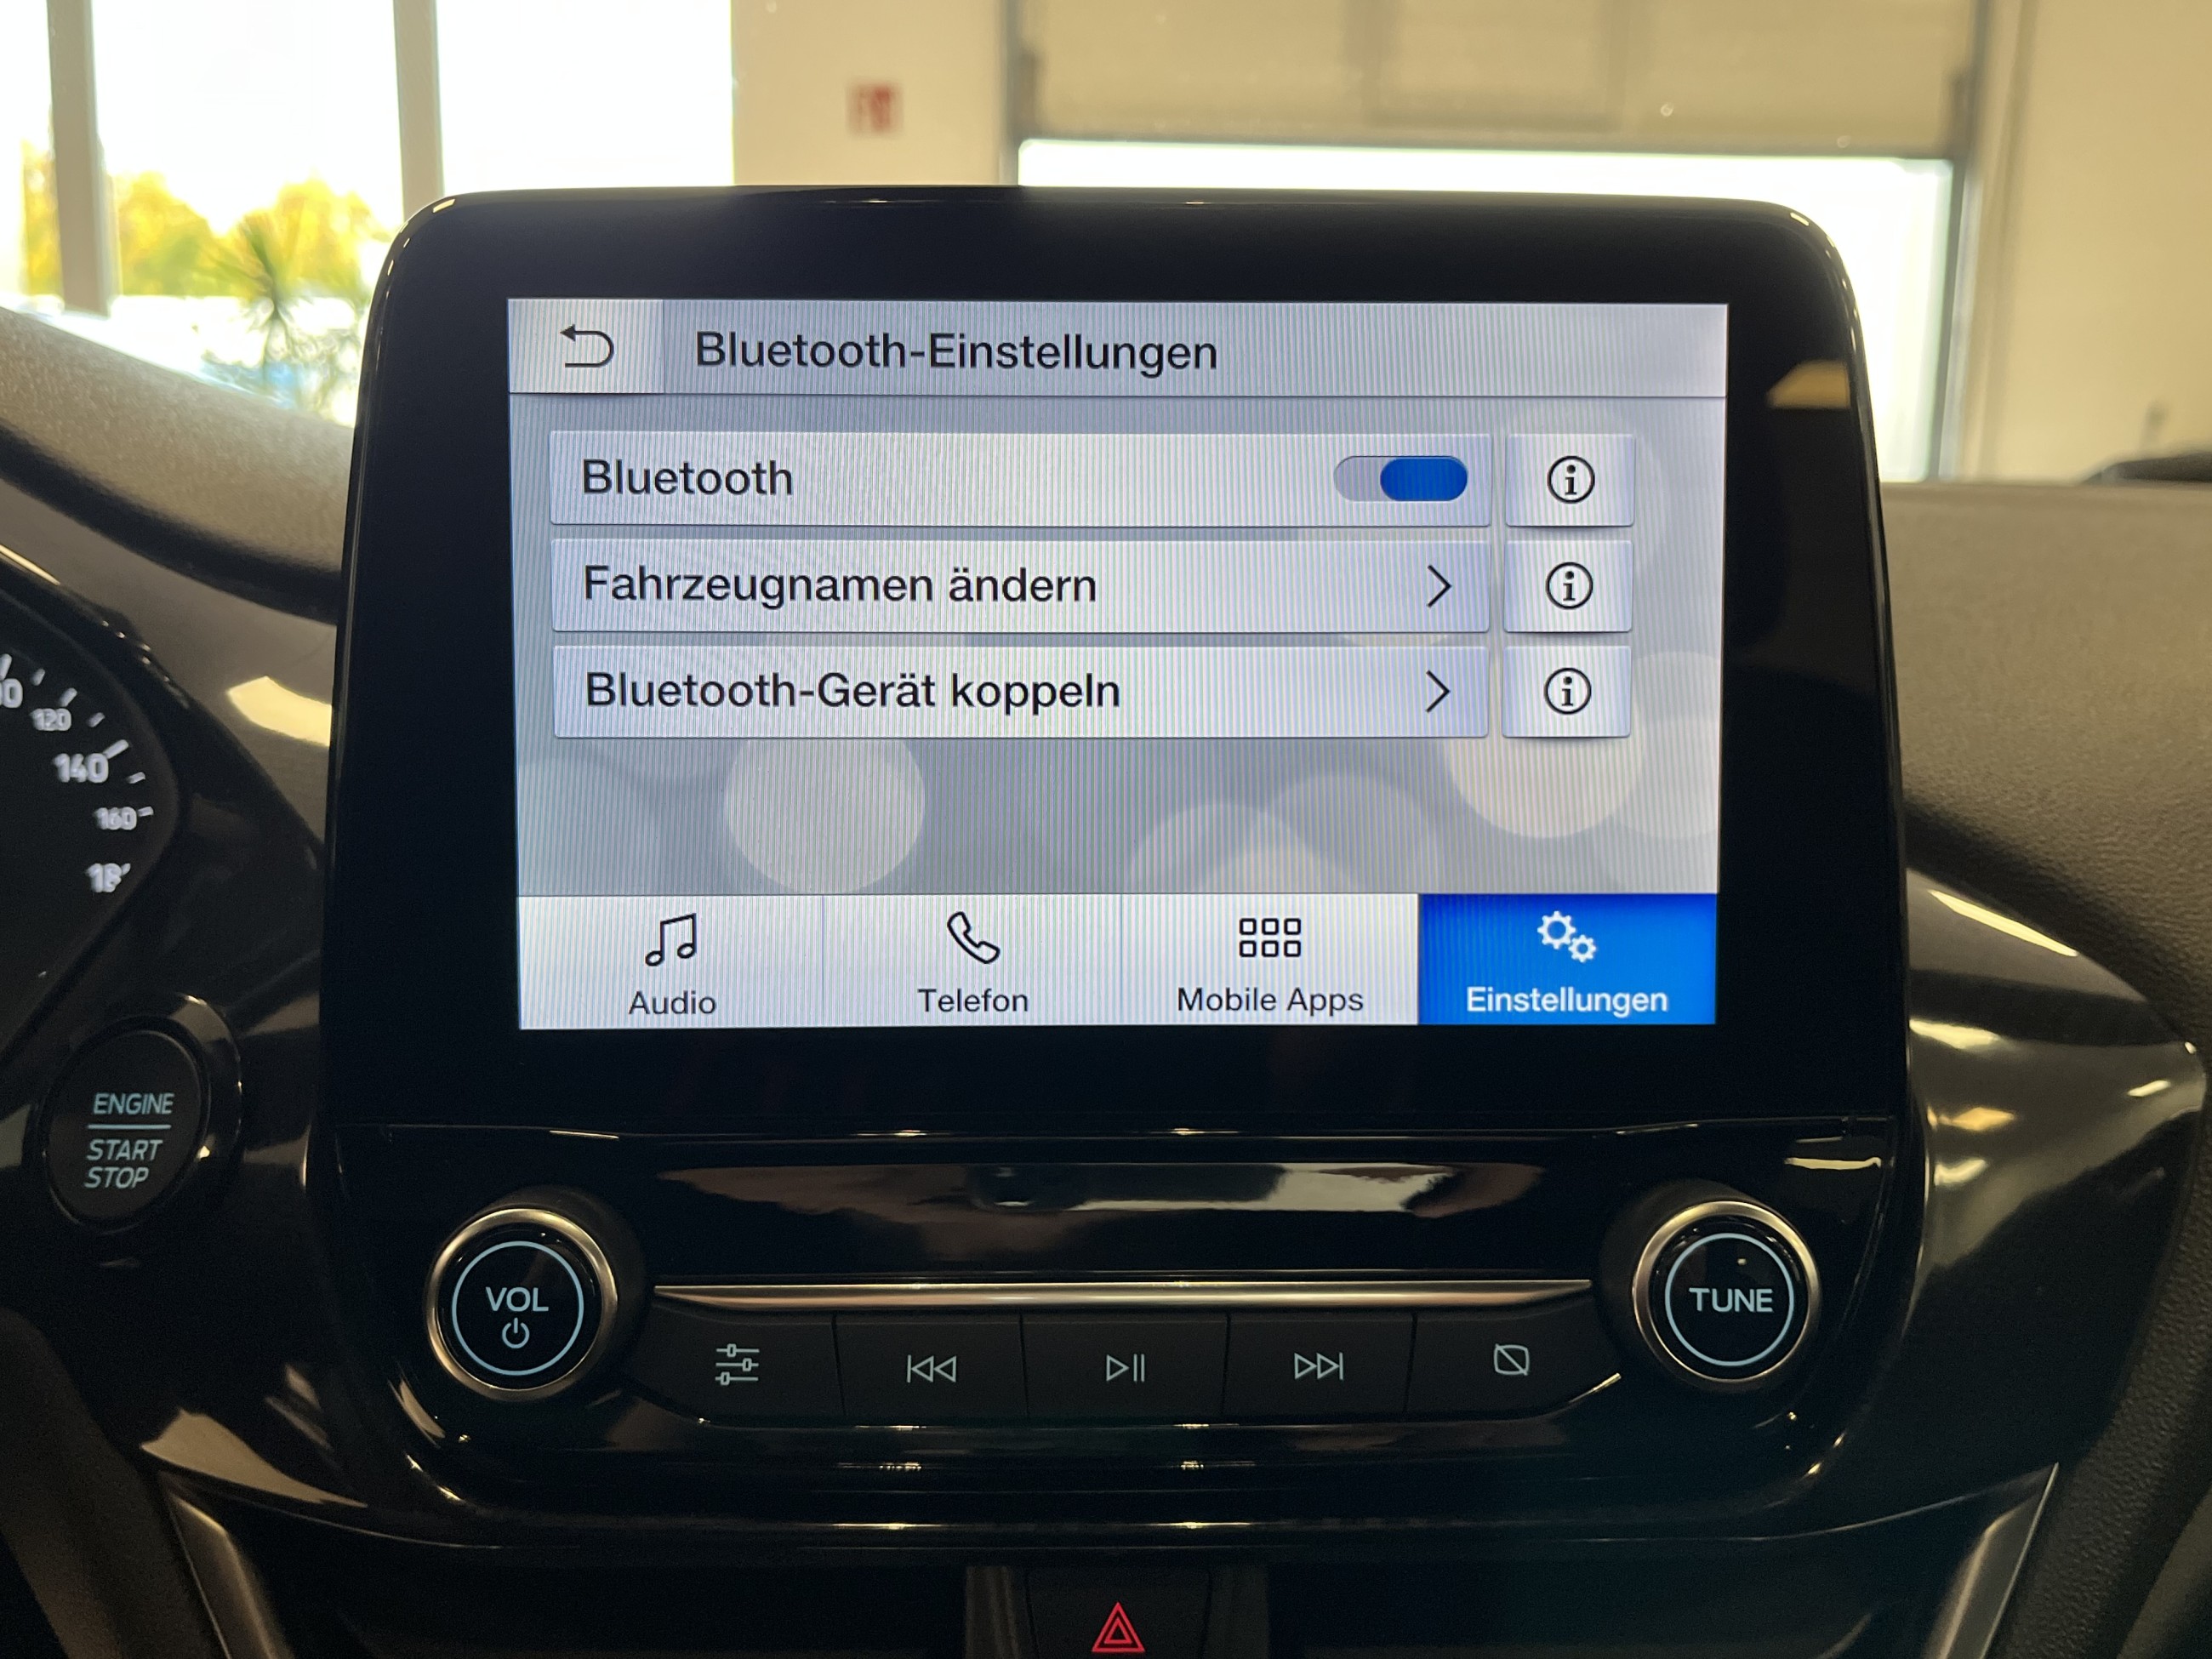 Bluetooth-Einstellungen
Bluetooth
Fahrzeugnamen ändern
Bluetooth-Gerät koppeln
Audio
Telefon
Mobile Apps
Einstellungen
120
140
160
ENGINE
START
STOP
VOL
TUNE